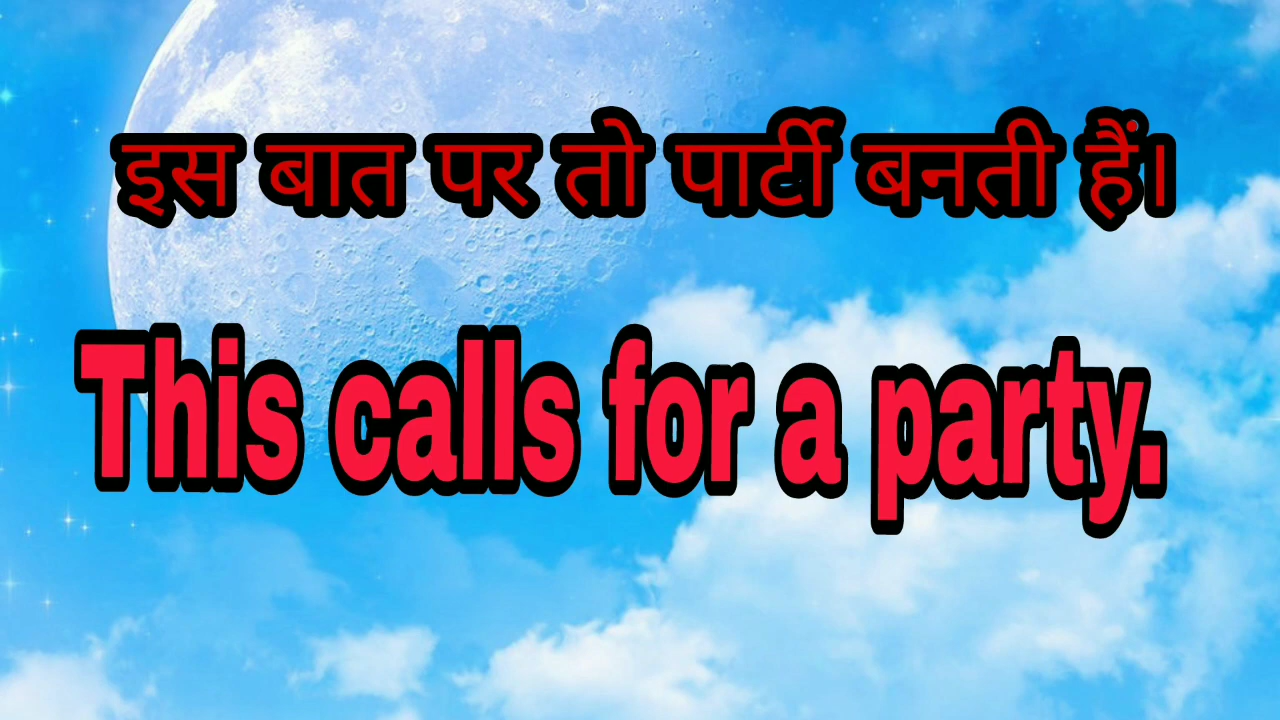 इस बात पर तो पार्टी बनती हैं।
This calls for a party.